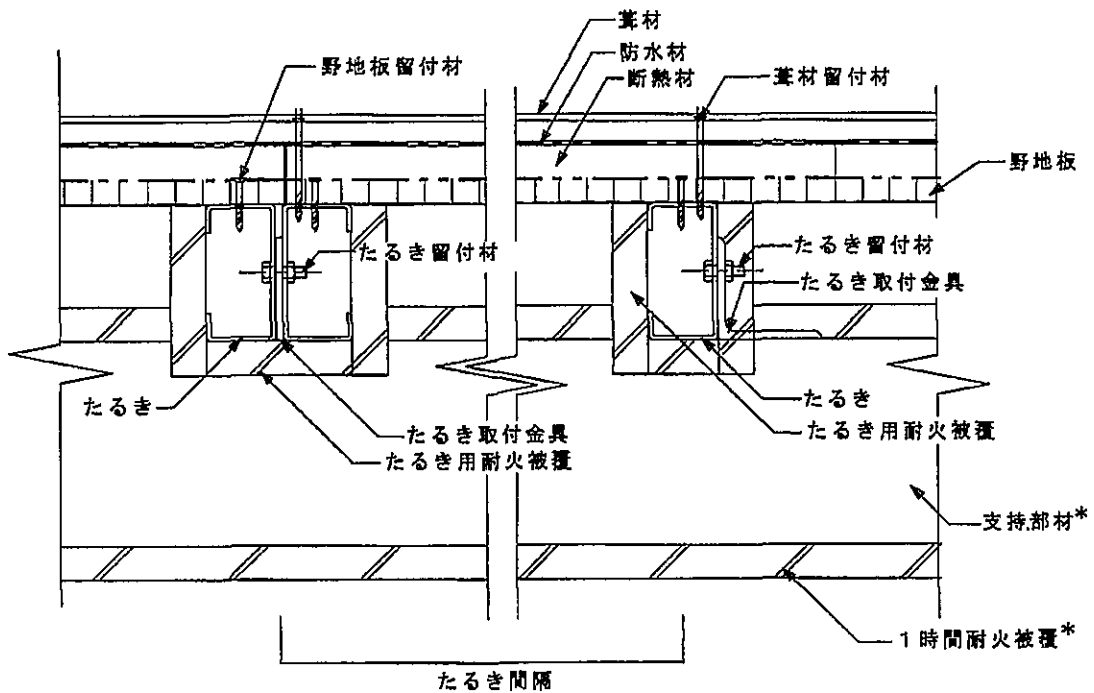 葺材
防水材
野地板留付材
断熱材
葺材留付材
野地板
たるき留付材
たるき留付材
たるき取付金具
たるき
たるき
たるき取付金具
たるき用耐火被覆
たるき用耐火被覆
支持部材*
1時間耐火被覆*
たるき間隔